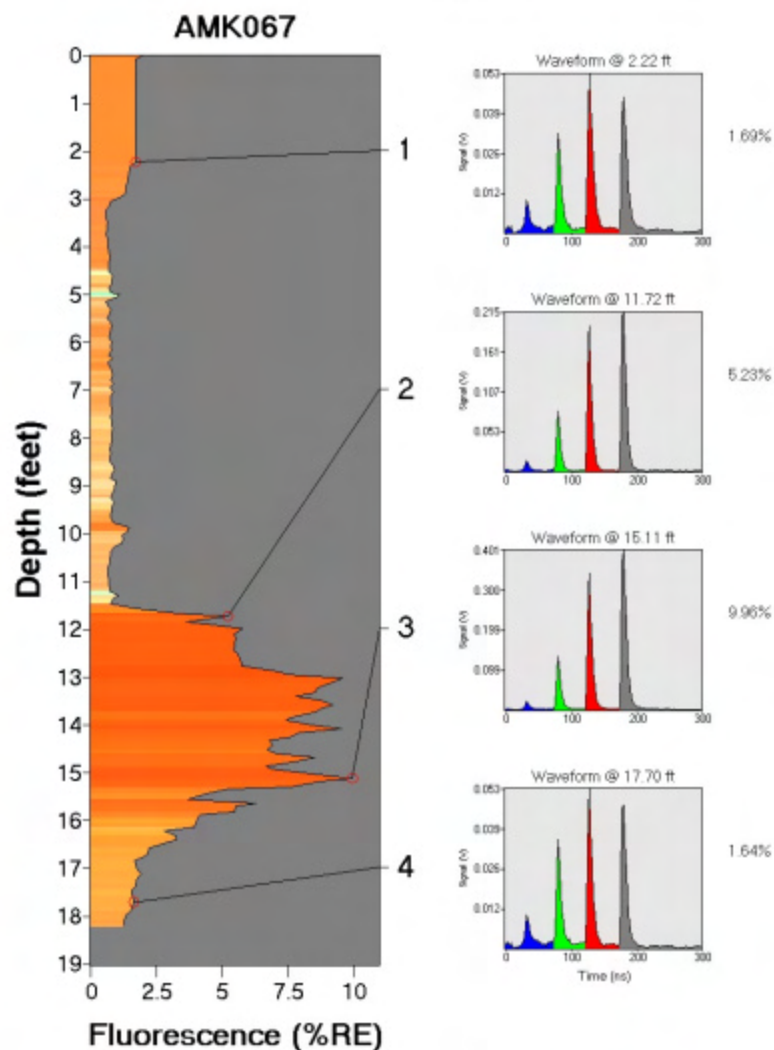 AMK067
0
1
2
3
4
5
6
7
8
9
10
11
12
13
14
15
16
17
18
19
Depth (feet)
0 2.5 5 7.5 10
Fluorescence (%RE)
1
2
3
4
Waveform @ 2.22 ft
0.053
0.039
0.026
0.012
Signal (V)
0 100 200 300
1.69%
Waveform @ 11.72 ft
0.215
0.161
0.107
0.053
Signal (V)
0 100 200 300
5.23%
Waveform @ 15.11 ft
0.401
0.300
0.199
0.099
Signal (V)
0 100 200 300
9.96%
Waveform @ 17.70 ft
0.053
0.039
0.026
0.012
Signal (V)
0 100 200 300
Time (ns)
1.64%